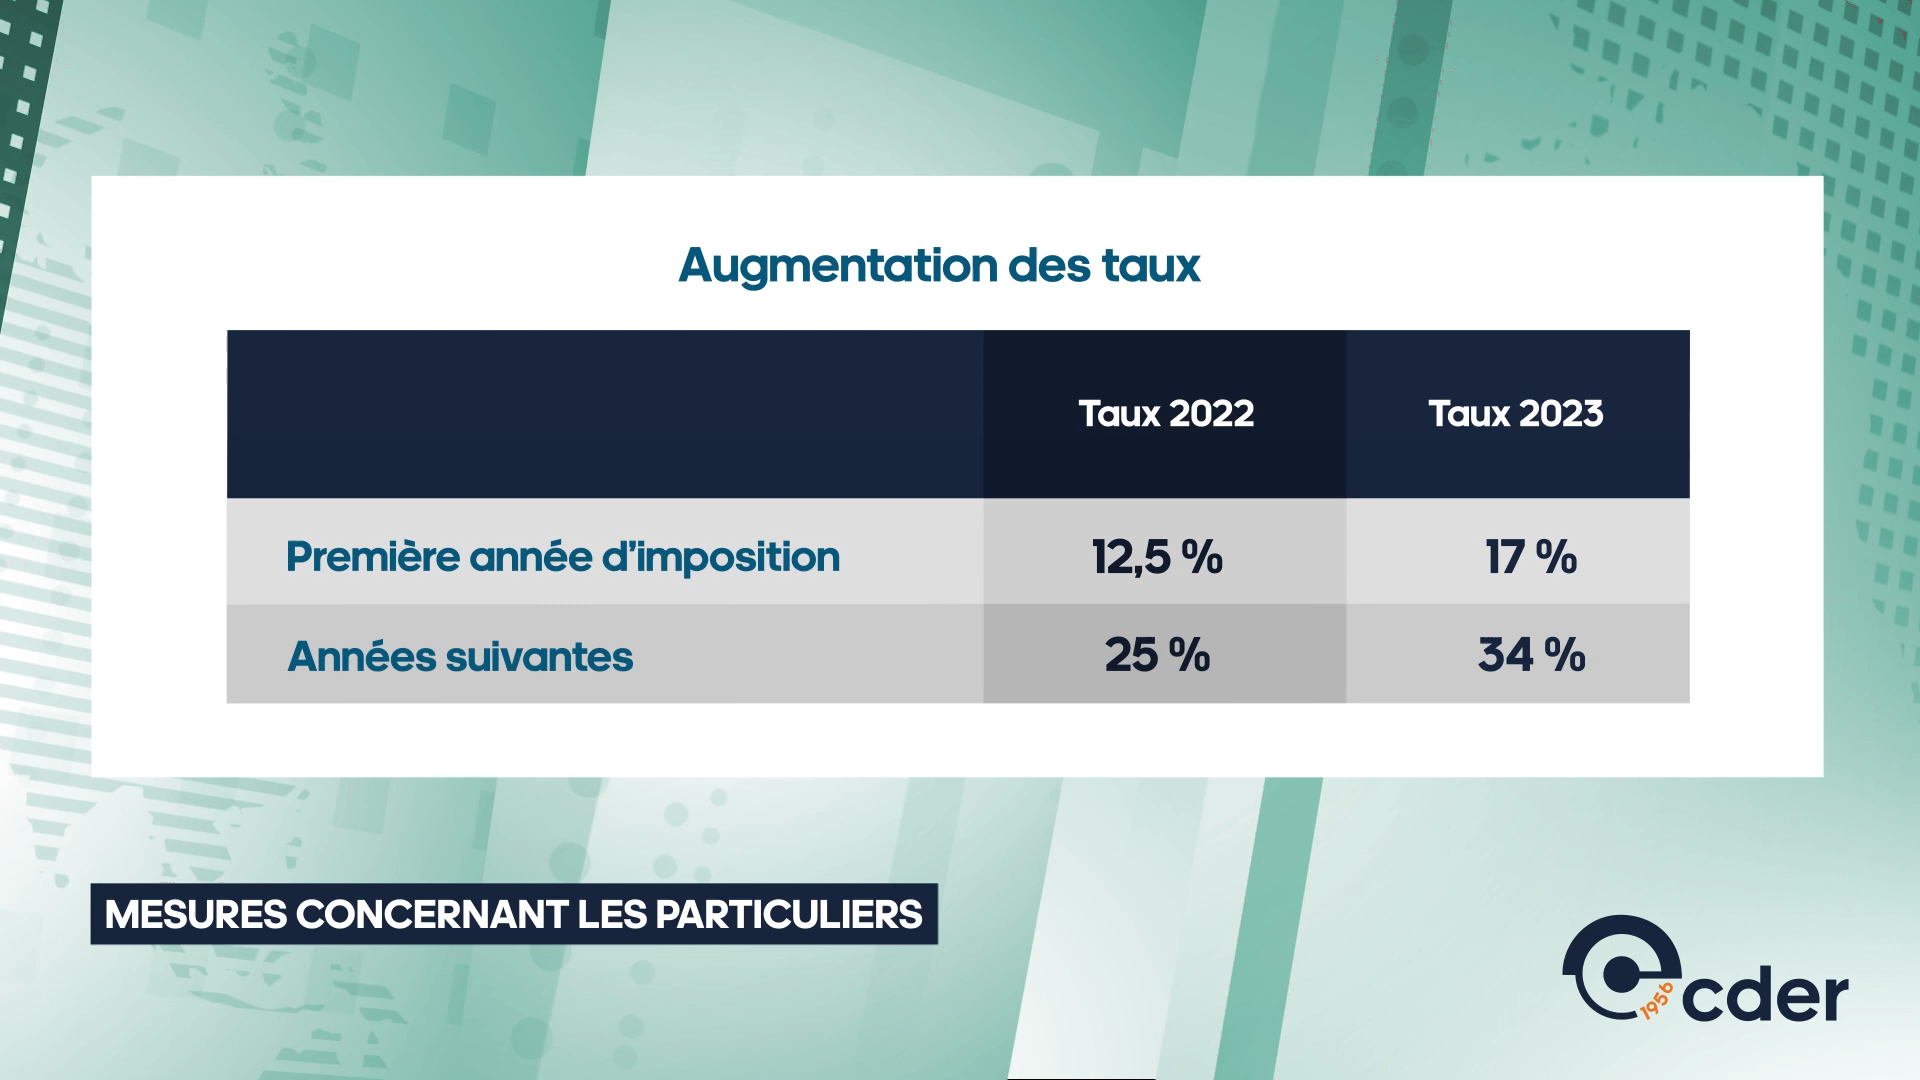 Augmentation des taux
Taux 2022 Taux 2023
Première année d’imposition 12,5 % 17 %
Années suivantes 25 % 34 %
MESURES CONCERNANT LES PARTICULIERS
1956
cder